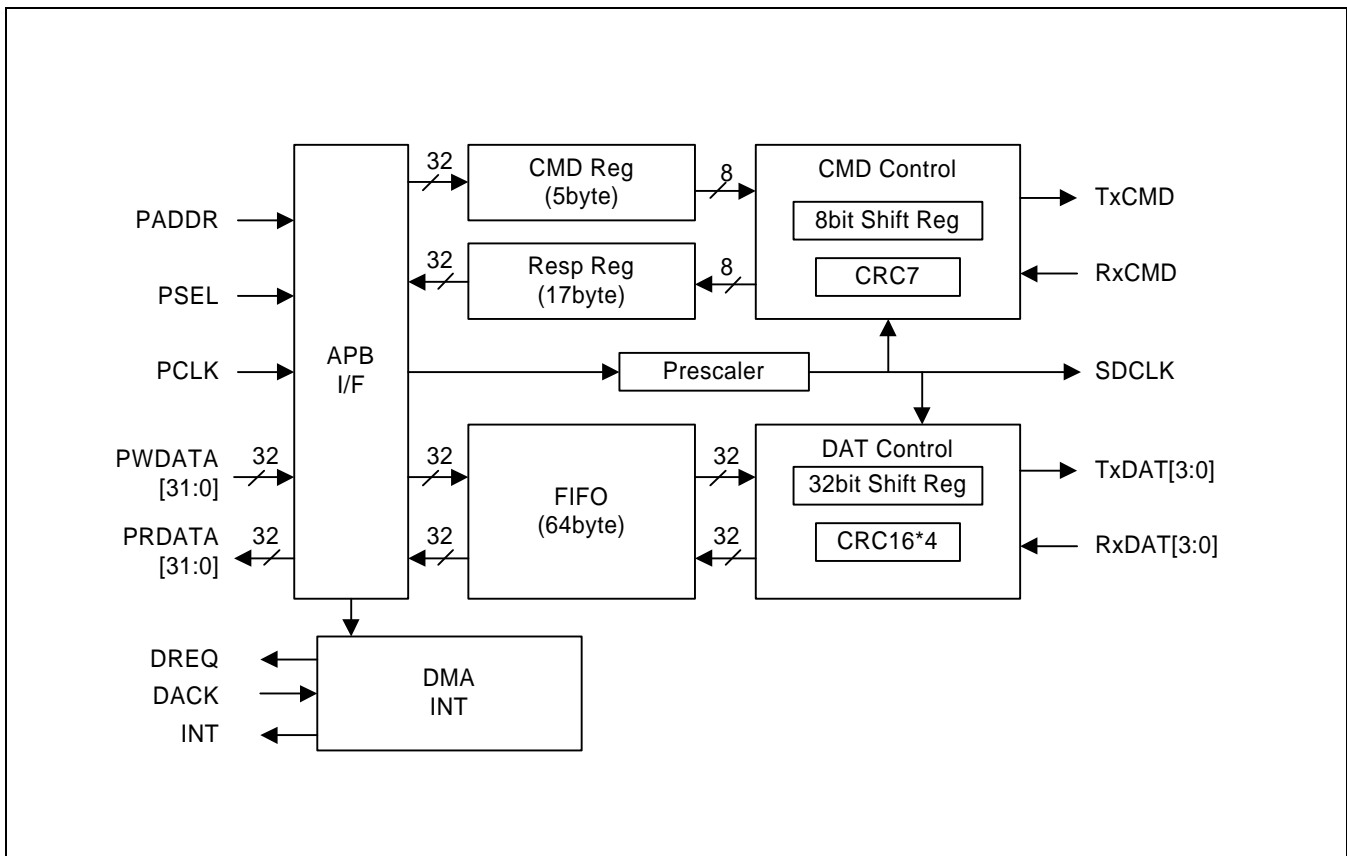 PADDR
PSEL
PCLK
PWDATA
[31:0]
32
PRDATA
[31:0]
32
APB
I/F
32
CMD Reg
(5byte)
8
32
Resp Reg
(17byte)
8
CMD Control
8bit Shift Reg
CRC7
TxCMD
RxCMD
Prescaler
SDCLK
32
32
FIFO
(64byte)
32
32
DAT Control
32bit Shift Reg
CRC16*4
TxDAT[3:0]
RxDAT[3:0]
DREQ
DACK
INT
DMA
INT